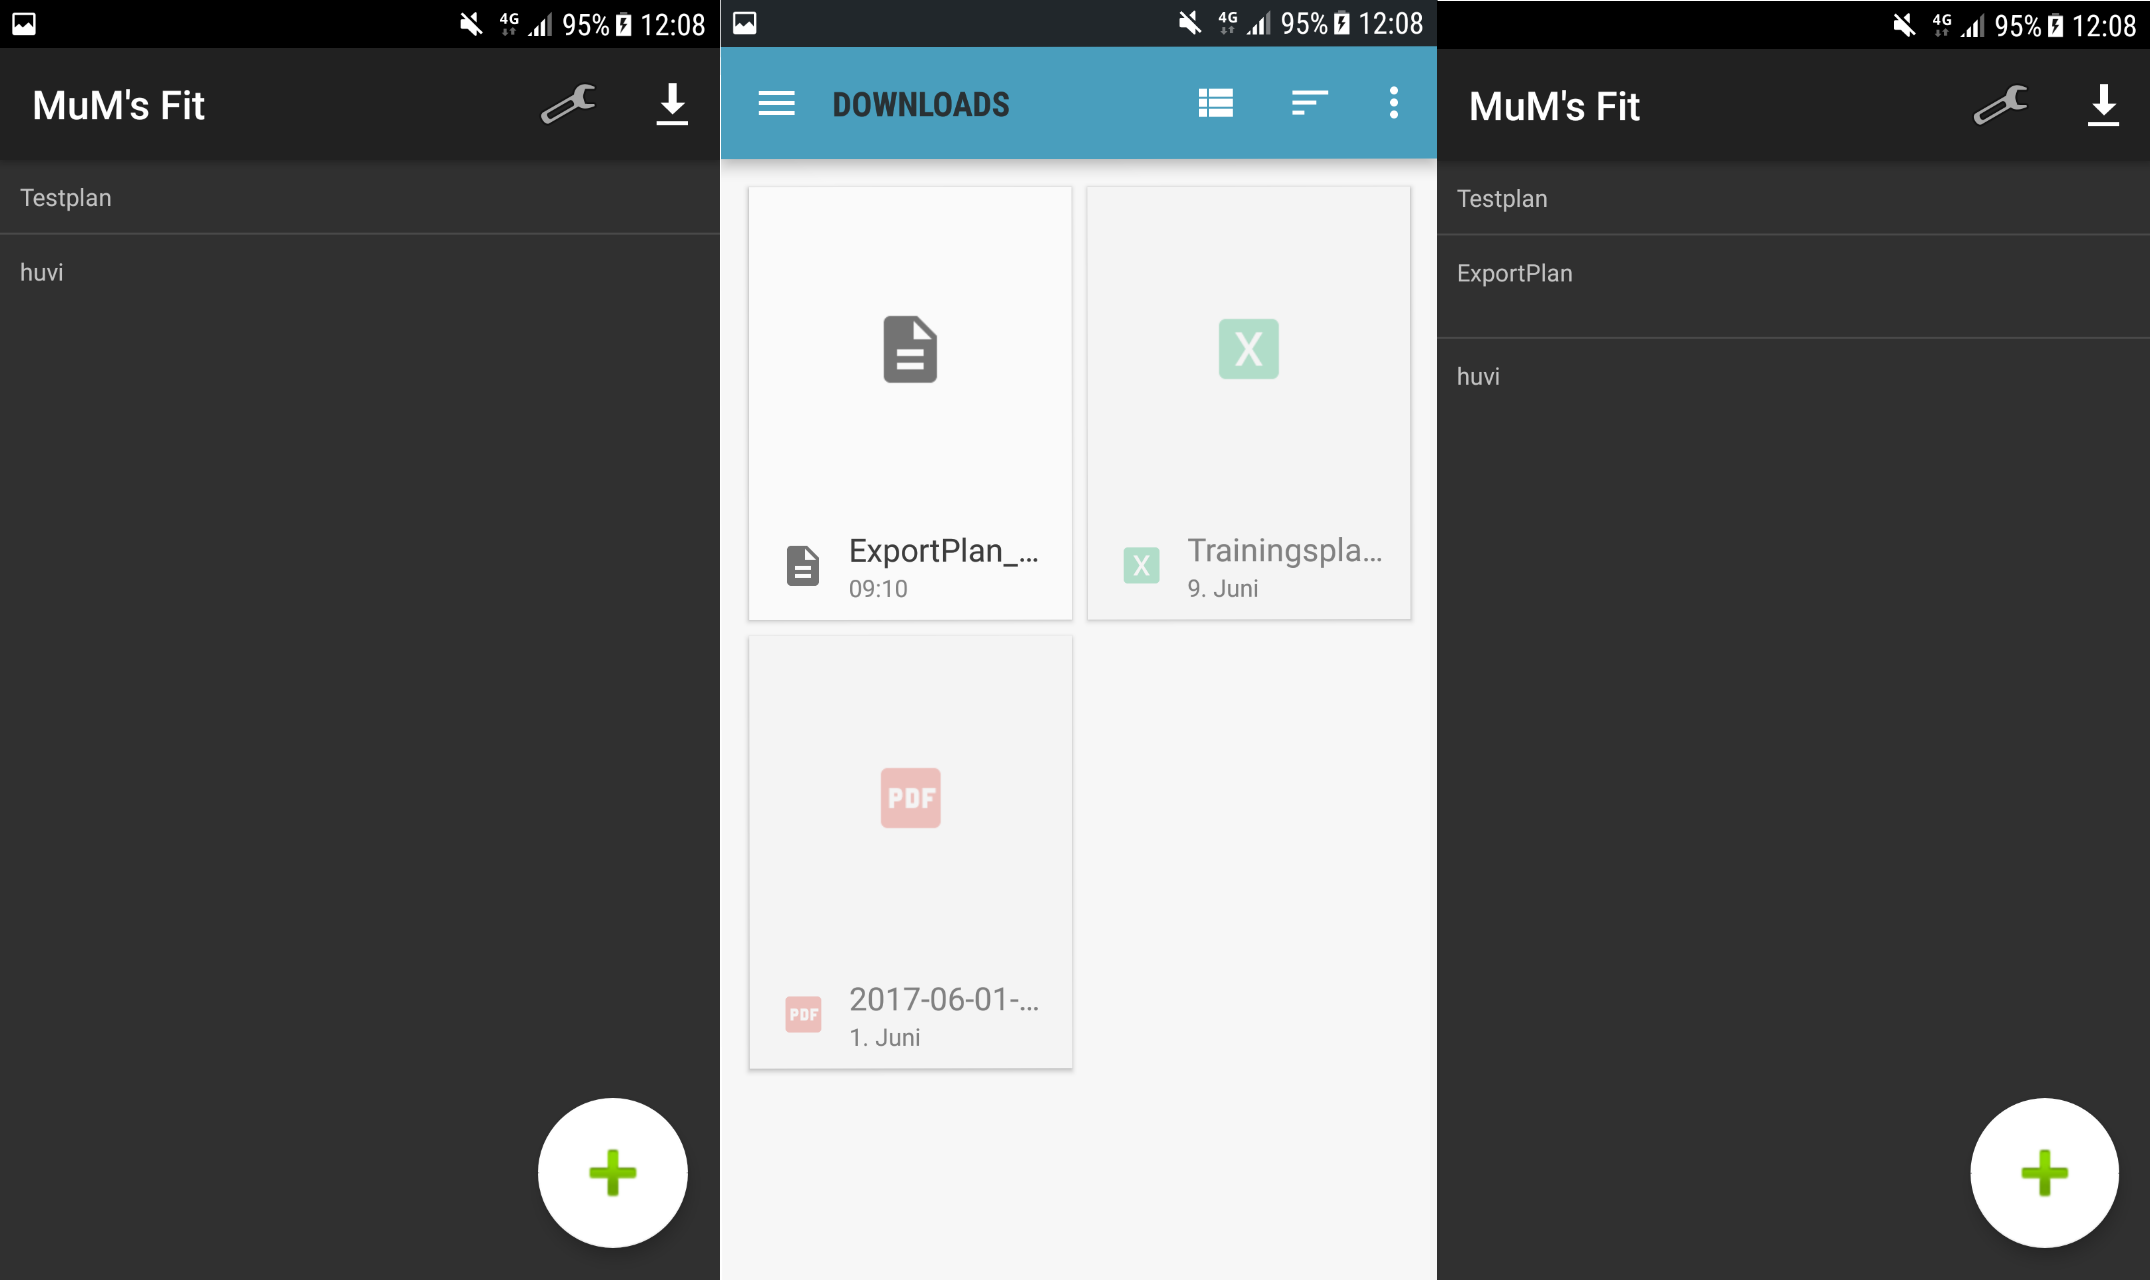 4G 95% 12:08
MuM's Fit
Testplan
huvi
4G 95% 12:08
DOWNLOADS
X
ExportPlan_...
09:10
X
Trainingspla...
9. Juni
PDF
PDF
2017-06-01-...
1. Juni
4G 95% 12:08
MuM's Fit
Testplan
ExportPlan
huvi